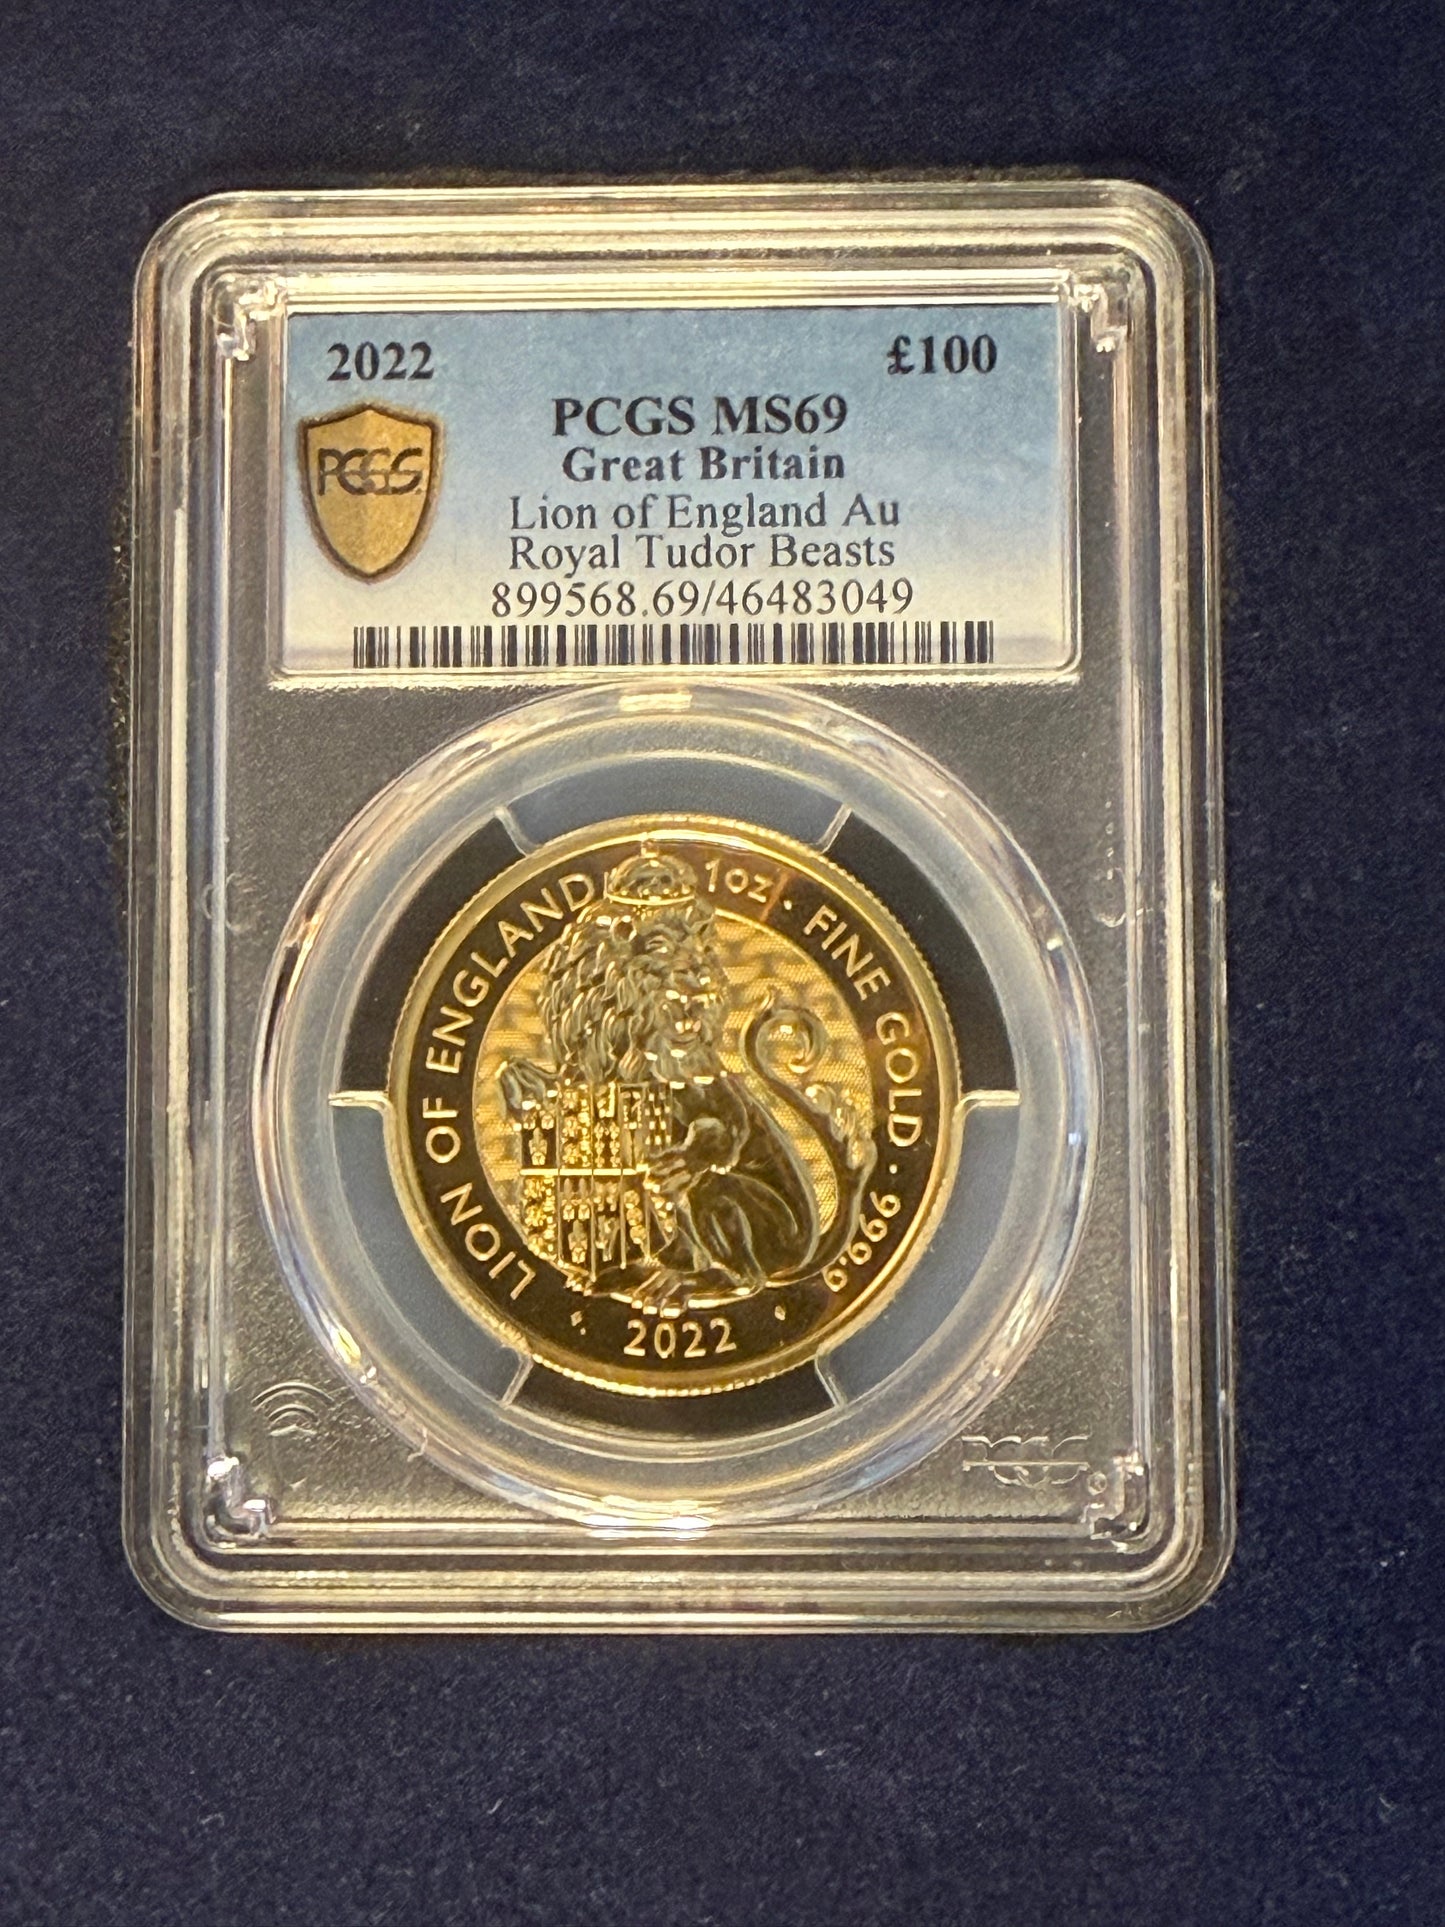 2022 £100
PCGS MS69
PCGS
Great Britain
Lion of England Au
Royal Tudor Beasts
899568.69/46483049
LION OF ENGLAND 1oz · FINE GOLD · 999.9
2022
PCGS